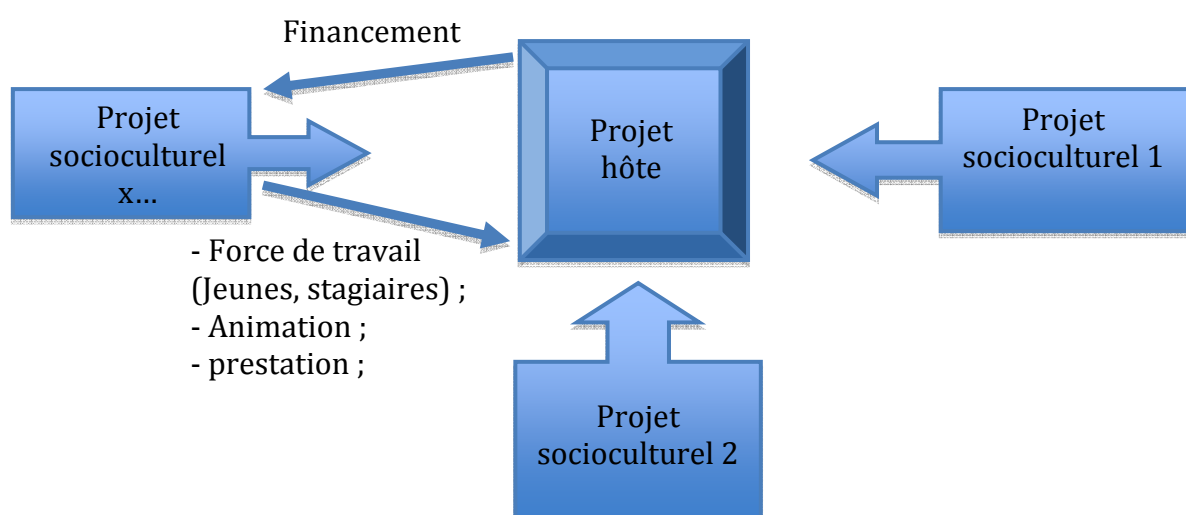 Financement
Projet
socioculturel
x...
Projet
hôte
Projet
socioculturel 1
- Force de travail
(Jeunes, stagiaires) ;
- Animation ;
- prestation ;
Projet
socioculturel 2